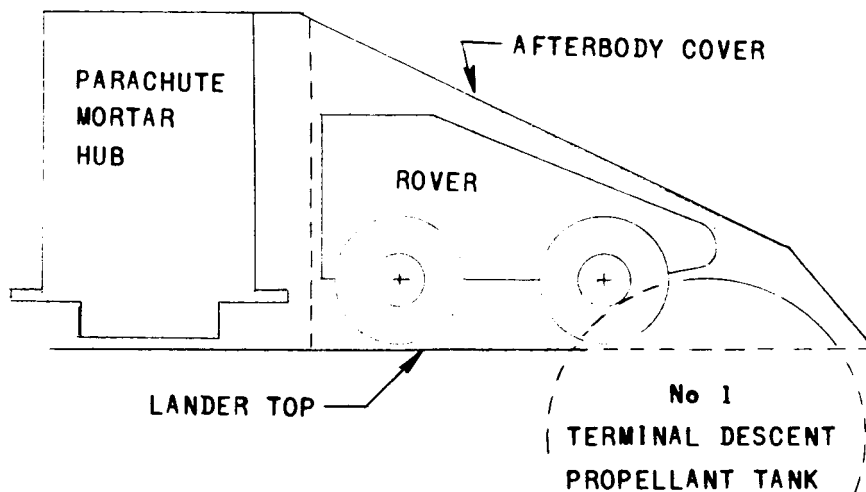 AFTERBODY COVER
PARACHUTE
MORTAR
HUB
ROVER
LANDER TOP
No 1
TERMINAL DESCENT
PROPELLANT TANK